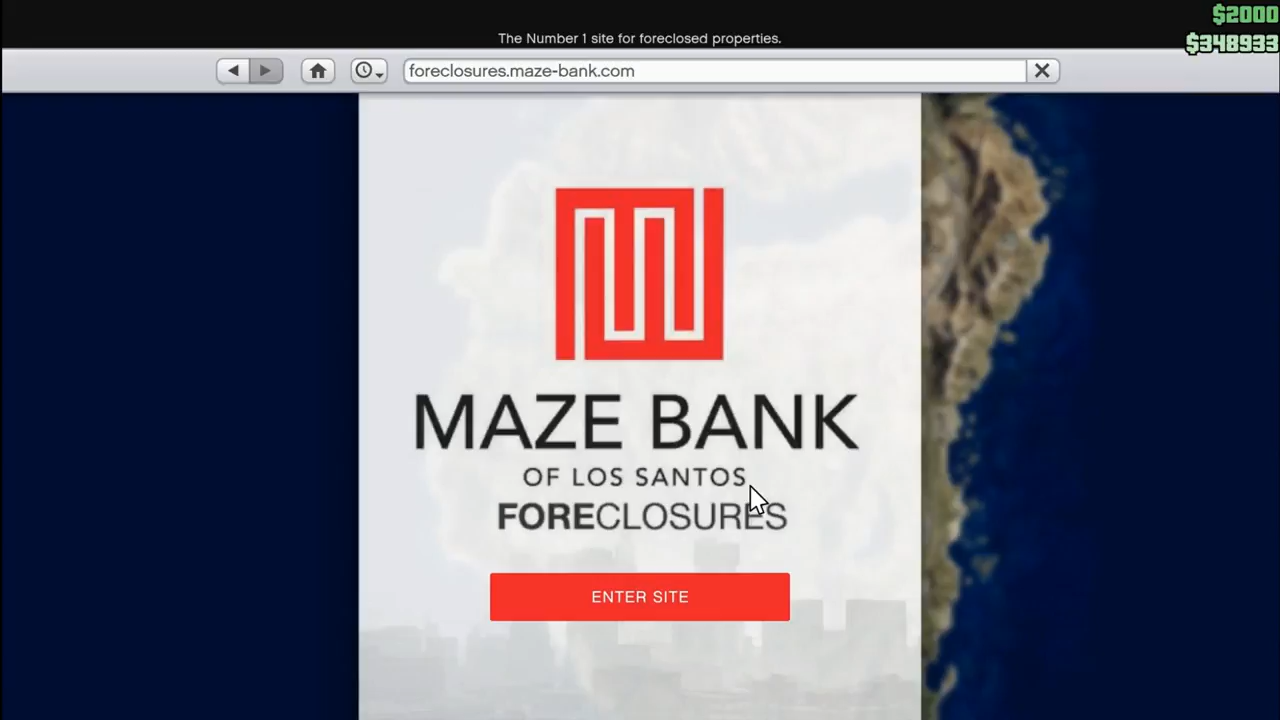 $2000
The Number 1 site for foreclosed properties.
$348933
foreclosures.maze-bank.com
MAZE BANK
OF LOS SANTOS
FORECLOSURES
ENTER SITE